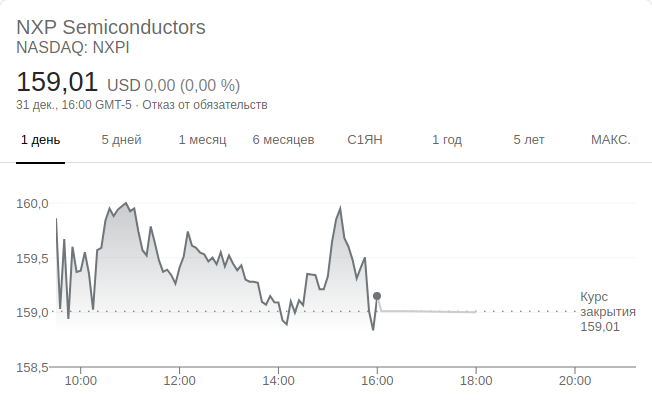 NXP Semiconductors
NASDAQ: NXPI
159,01 USD 0,00 (0,00 %)
31 дек., 16:00 GMT-5 · Отказ от обязательств
1 день 5 дней 1 месяц 6 месяцев С1ЯН 1 год 5 лет МАКС.
160,0
159,5
159,0
158,5
Курс
закрытия
159,01
10:00 12:00 14:00 16:00 18:00 20:00